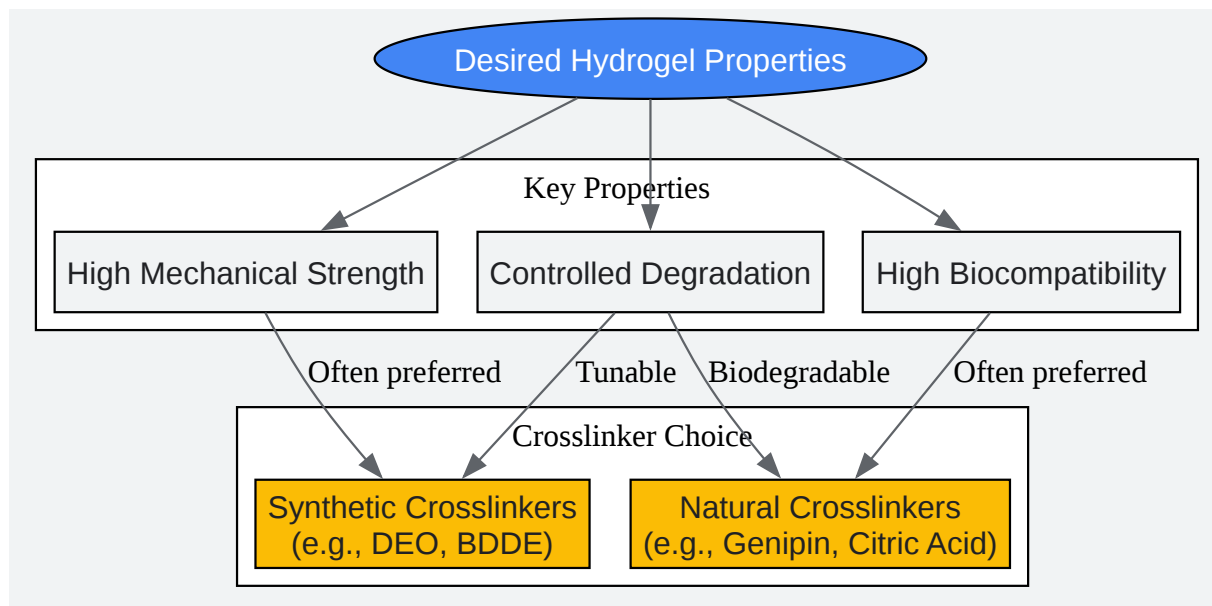 Desired Hydrogel Properties
Key Properties
High Mechanical Strength
Controlled Degradation
High Biocompatibility
Often preferred
Tunable
Biodegradable
Often preferred
Crosslinker Choice
Synthetic Crosslinkers
(e.g., DEO, BDDE)
Natural Crosslinkers
(e.g., Genipin, Citric Acid)